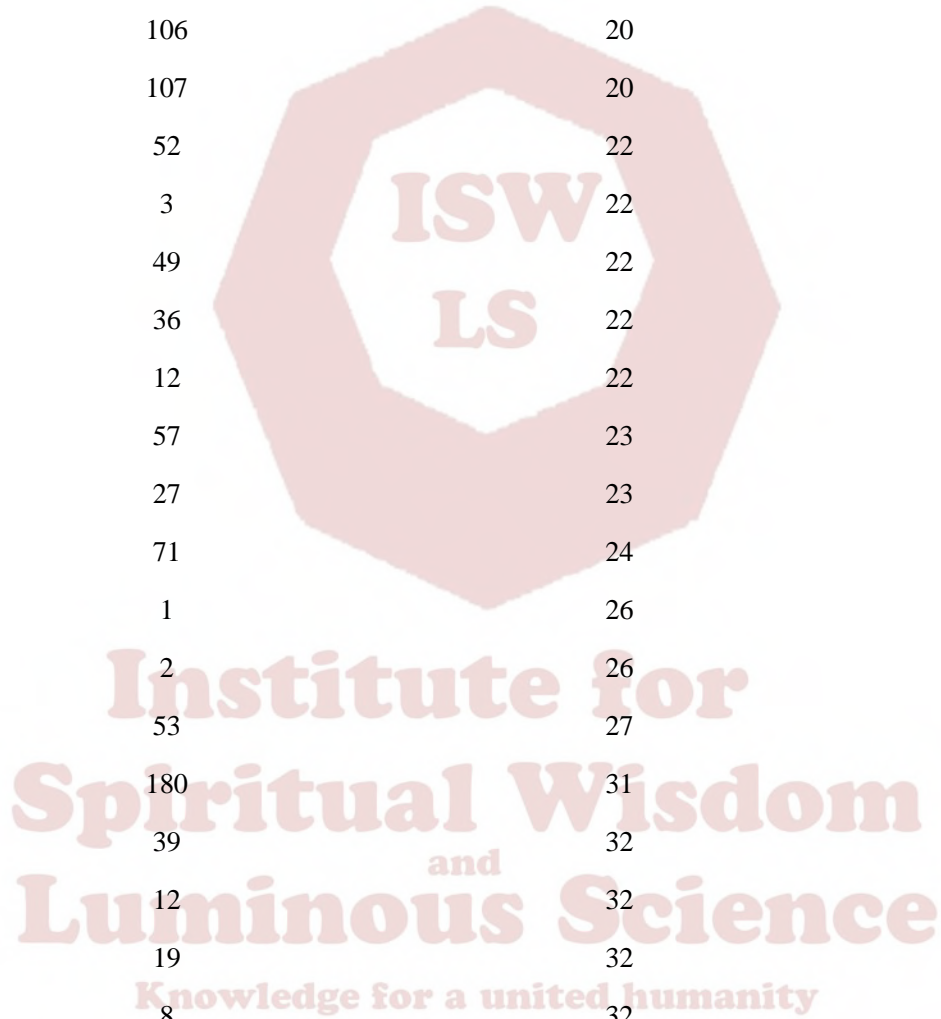 106 20
107 20
52 22
3 22
ISW
49 22
LS
36 22
12 22
57 23
27 23
71 24
1 26
2 26
Institute for
53 27
180 31
Spiritual Wisdom
39 32
and
12 32
Luminous Science
19 32
Knowledge for a united humanity
8 32